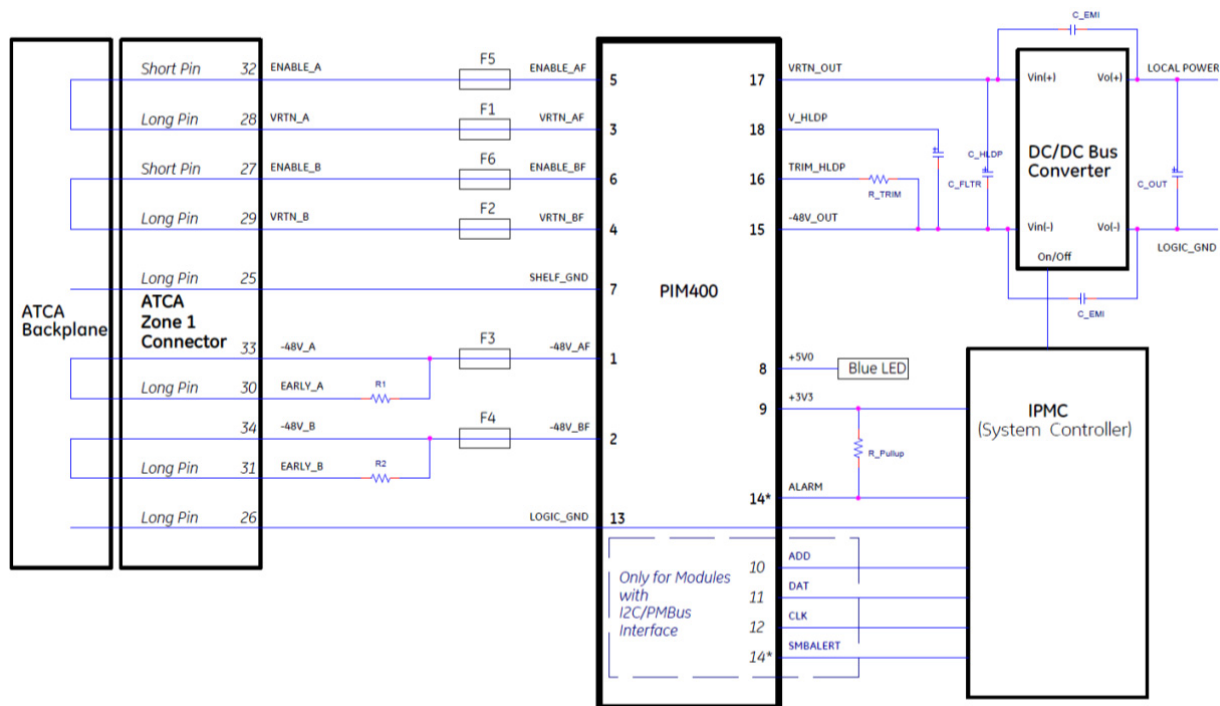 C_EMI
Short Pin 32 ENABLE_A F5 ENABLE_AF 5 17 VRTN_OUT Vin(+) Vo(+) LOCAL POWER
Long Pin 28 VRTN_A F1 VRTN_AF 3 18 V_HLDP
DC/DC Bus
Converter
C_HLDP
Short Pin 27 ENABLE_B F6 ENABLE_BF 6 16 TRIM_HLDP
R_TRIM C_FLTR C_OUT
Long Pin 29 VRTN_B F2 VRTN_BF 4 15 -48V_OUT Vin(-) Vo(-)
LOGIC_GND
On/Off
Long Pin 25 SHELF_GND 7
PIM400
ATCA
Backplane
ATCA
Zone 1
Connector
C_EMI
33 -48V_A F3 -48V_AF 1
8 +5V0 Blue LED
Long Pin 30 EARLY_A R1
9 +3V3
IPMC
(System Controller)
34 -48V_B F4 -48V_BF 2
R_Pullup
Long Pin 31 EARLY_B R2
14* ALARM
Long Pin 26 LOGIC_GND 13
Only for Modules
with
I2C/PMBus
Interface
10 ADD
11 DAT
12 CLK
14* SMBALERT